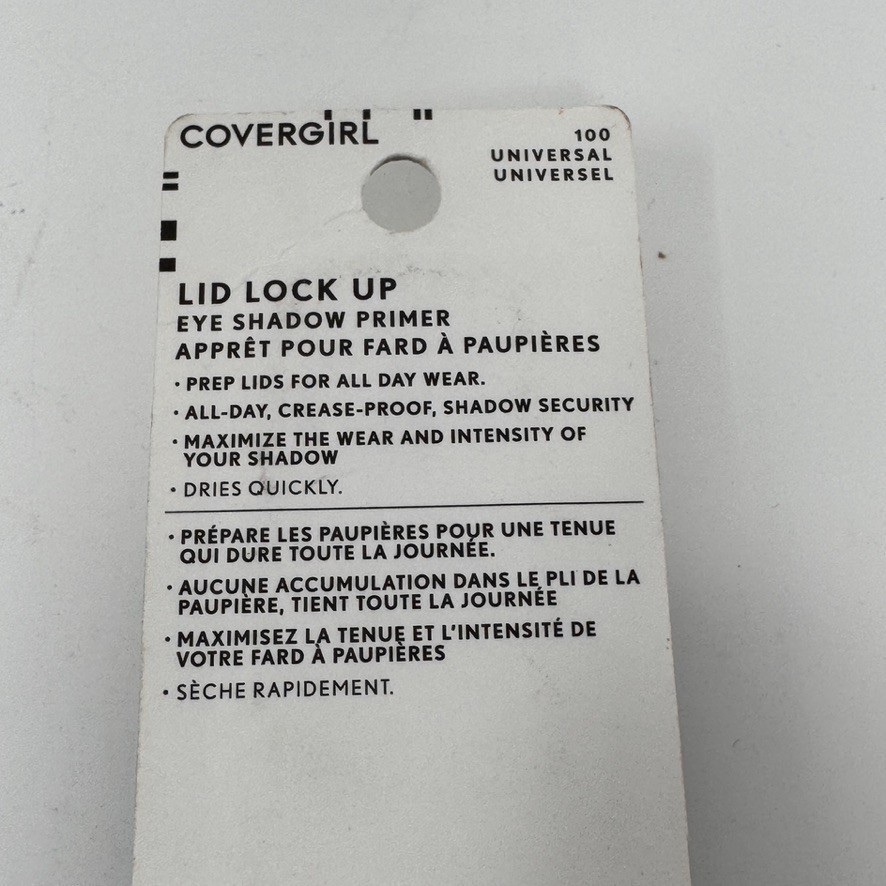 COVERGIRL
100
UNIVERSAL
UNIVERSEL
LID LOCK UP
EYE SHADOW PRIMER
APPRÊT POUR FARD À PAUPIÈRES
• PREP LIDS FOR ALL DAY WEAR.
• ALL-DAY, CREASE-PROOF, SHADOW SECURITY
• MAXIMIZE THE WEAR AND INTENSITY OF
YOUR SHADOW
• DRIES QUICKLY.
• PRÉPARE LES PAUPIÈRES POUR UNE TENUE
QUI DURE TOUTE LA JOURNÉE.
• AUCUNE ACCUMULATION DANS LE PLI DE LA
PAUPIÈRE, TIENT TOUTE LA JOURNÉE
• MAXIMISEZ LA TENUE ET L'INTENSITÉ DE
VOTRE FARD À PAUPIÈRES
• SÈCHE RAPIDEMENT.